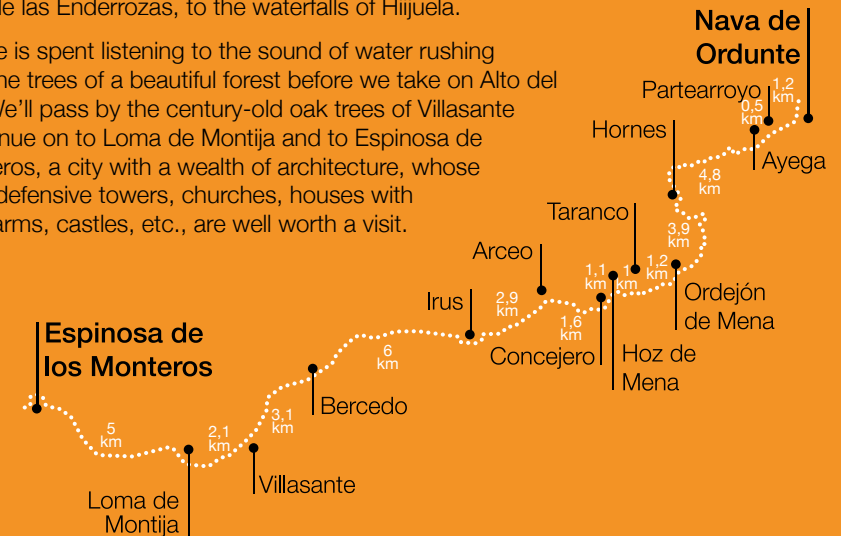 de las Enderrozas, to the waterfalls of Hiijuela.
e is spent listening to the sound of water rushing
he trees of a beautiful forest before we take on Alto del
We’ll pass by the century-old oak trees of Villasante
nue on to Loma de Montija and to Espinosa de
eros, a city with a wealth of architecture, whose
defensive towers, churches, houses with
arms, castles, etc., are well worth a visit.
Nava de
Ordunte
Partearroyo
1,2
km
0,5
km
Ayega
Hornes
4,8
km
Taranco
3,9
km
Arceo
1,1
km
1
km
1,2
km
Ordejón
de Mena
Irus
2,9
km
1,6
km
Concejero
Hoz de
Mena
Espinosa de
los Monteros
6
km
Bercedo
5
km
2,1
km
3,1
km
Villasante
Loma de
Montija